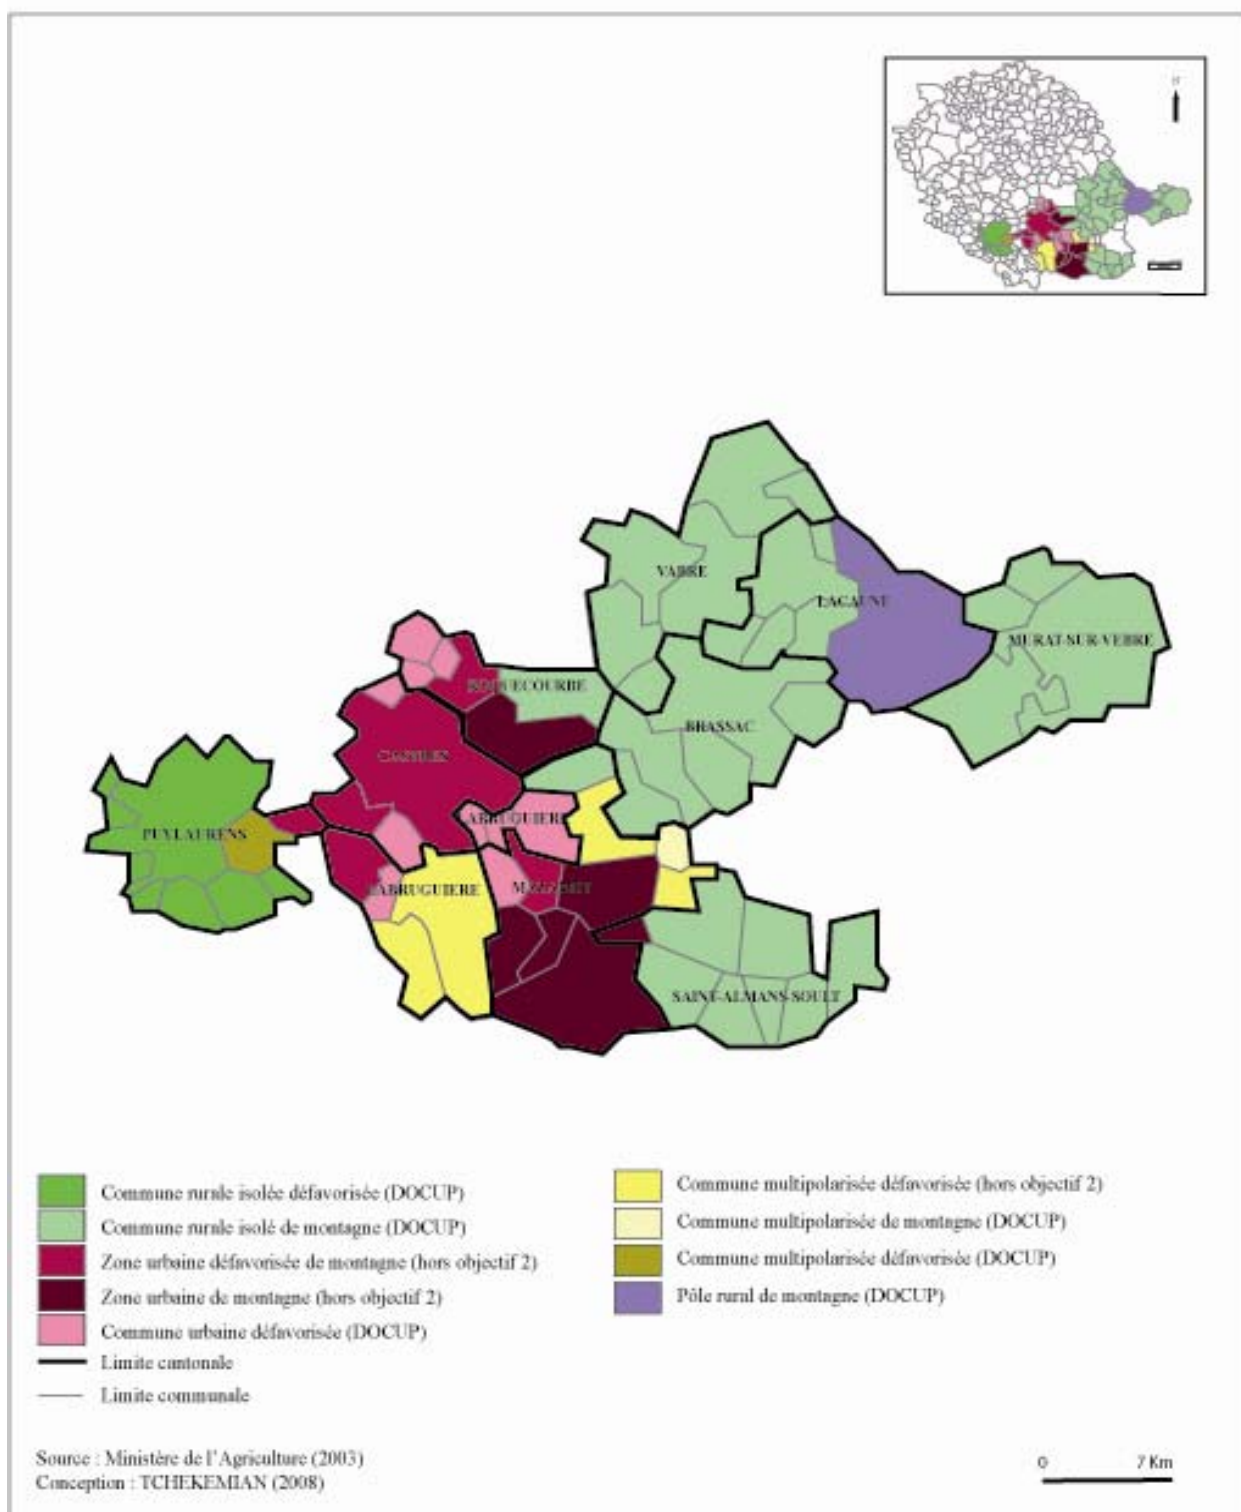 N
VABRE
LACAUNE
MURAT-SUR-VEBRE
ROQUECOURBE
BRASSAC
CASTRES
PUYLAURENS
LABRUGUIERE
LABRUGUIERE
MAZAMET
SAINT-ALMANS-SOULT
Commune rurale isolée défavorisée (DOCUP)
Commune rurale isolé de montagne (DOCUP)
Zone urbaine défavorisée de montagne (hors objectif 2)
Zone urbaine de montagne (hors objectif 2)
Commune urbaine défavorisée (DOCUP)
Limite cantonale
Limite communale
Commune multipolarisée défavorisée (hors objectif 2)
Commune multipolarisée de montagne (DOCUP)
Commune multipolarisée défavorisée (DOCUP)
Pôle rural de montagne (DOCUP)
Source : Ministère de l'Agriculture (2003)
Conception : TCHEKEMIAN (2008)
0 7 Km